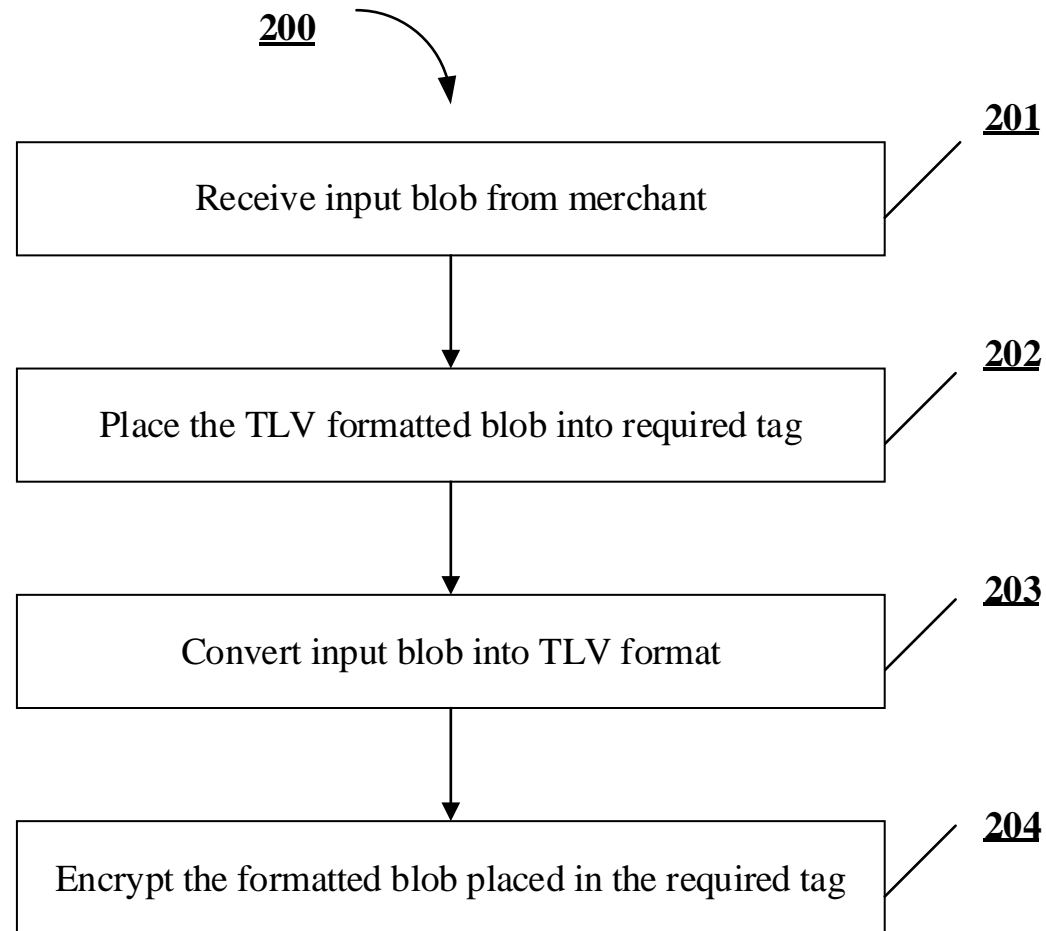 200
201
Receive input blob from merchant
202
Place the TLV formatted blob into required tag
203
Convert input blob into TLV format
204
Encrypt the formatted blob placed in the required tag